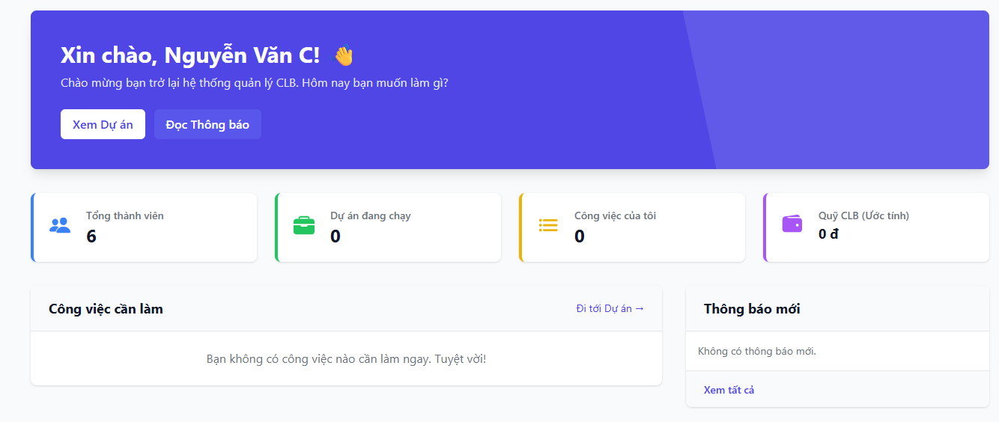 Xin chào, Nguyễn Văn C! 👋
Chào mừng bạn trở lại hệ thống quản lý CLB. Hôm nay bạn muốn làm gì?
Xem Dự án
Đọc Thông báo
Tổng thành viên
6
Dự án đang chạy
0
Công việc của tôi
0
Quỹ CLB (Ước tính)
0 đ
Công việc cần làm
Đi tới Dự án →
Bạn không có công việc nào cần làm ngay. Tuyệt vời!
Thông báo mới
Không có thông báo mới.
Xem tất cả